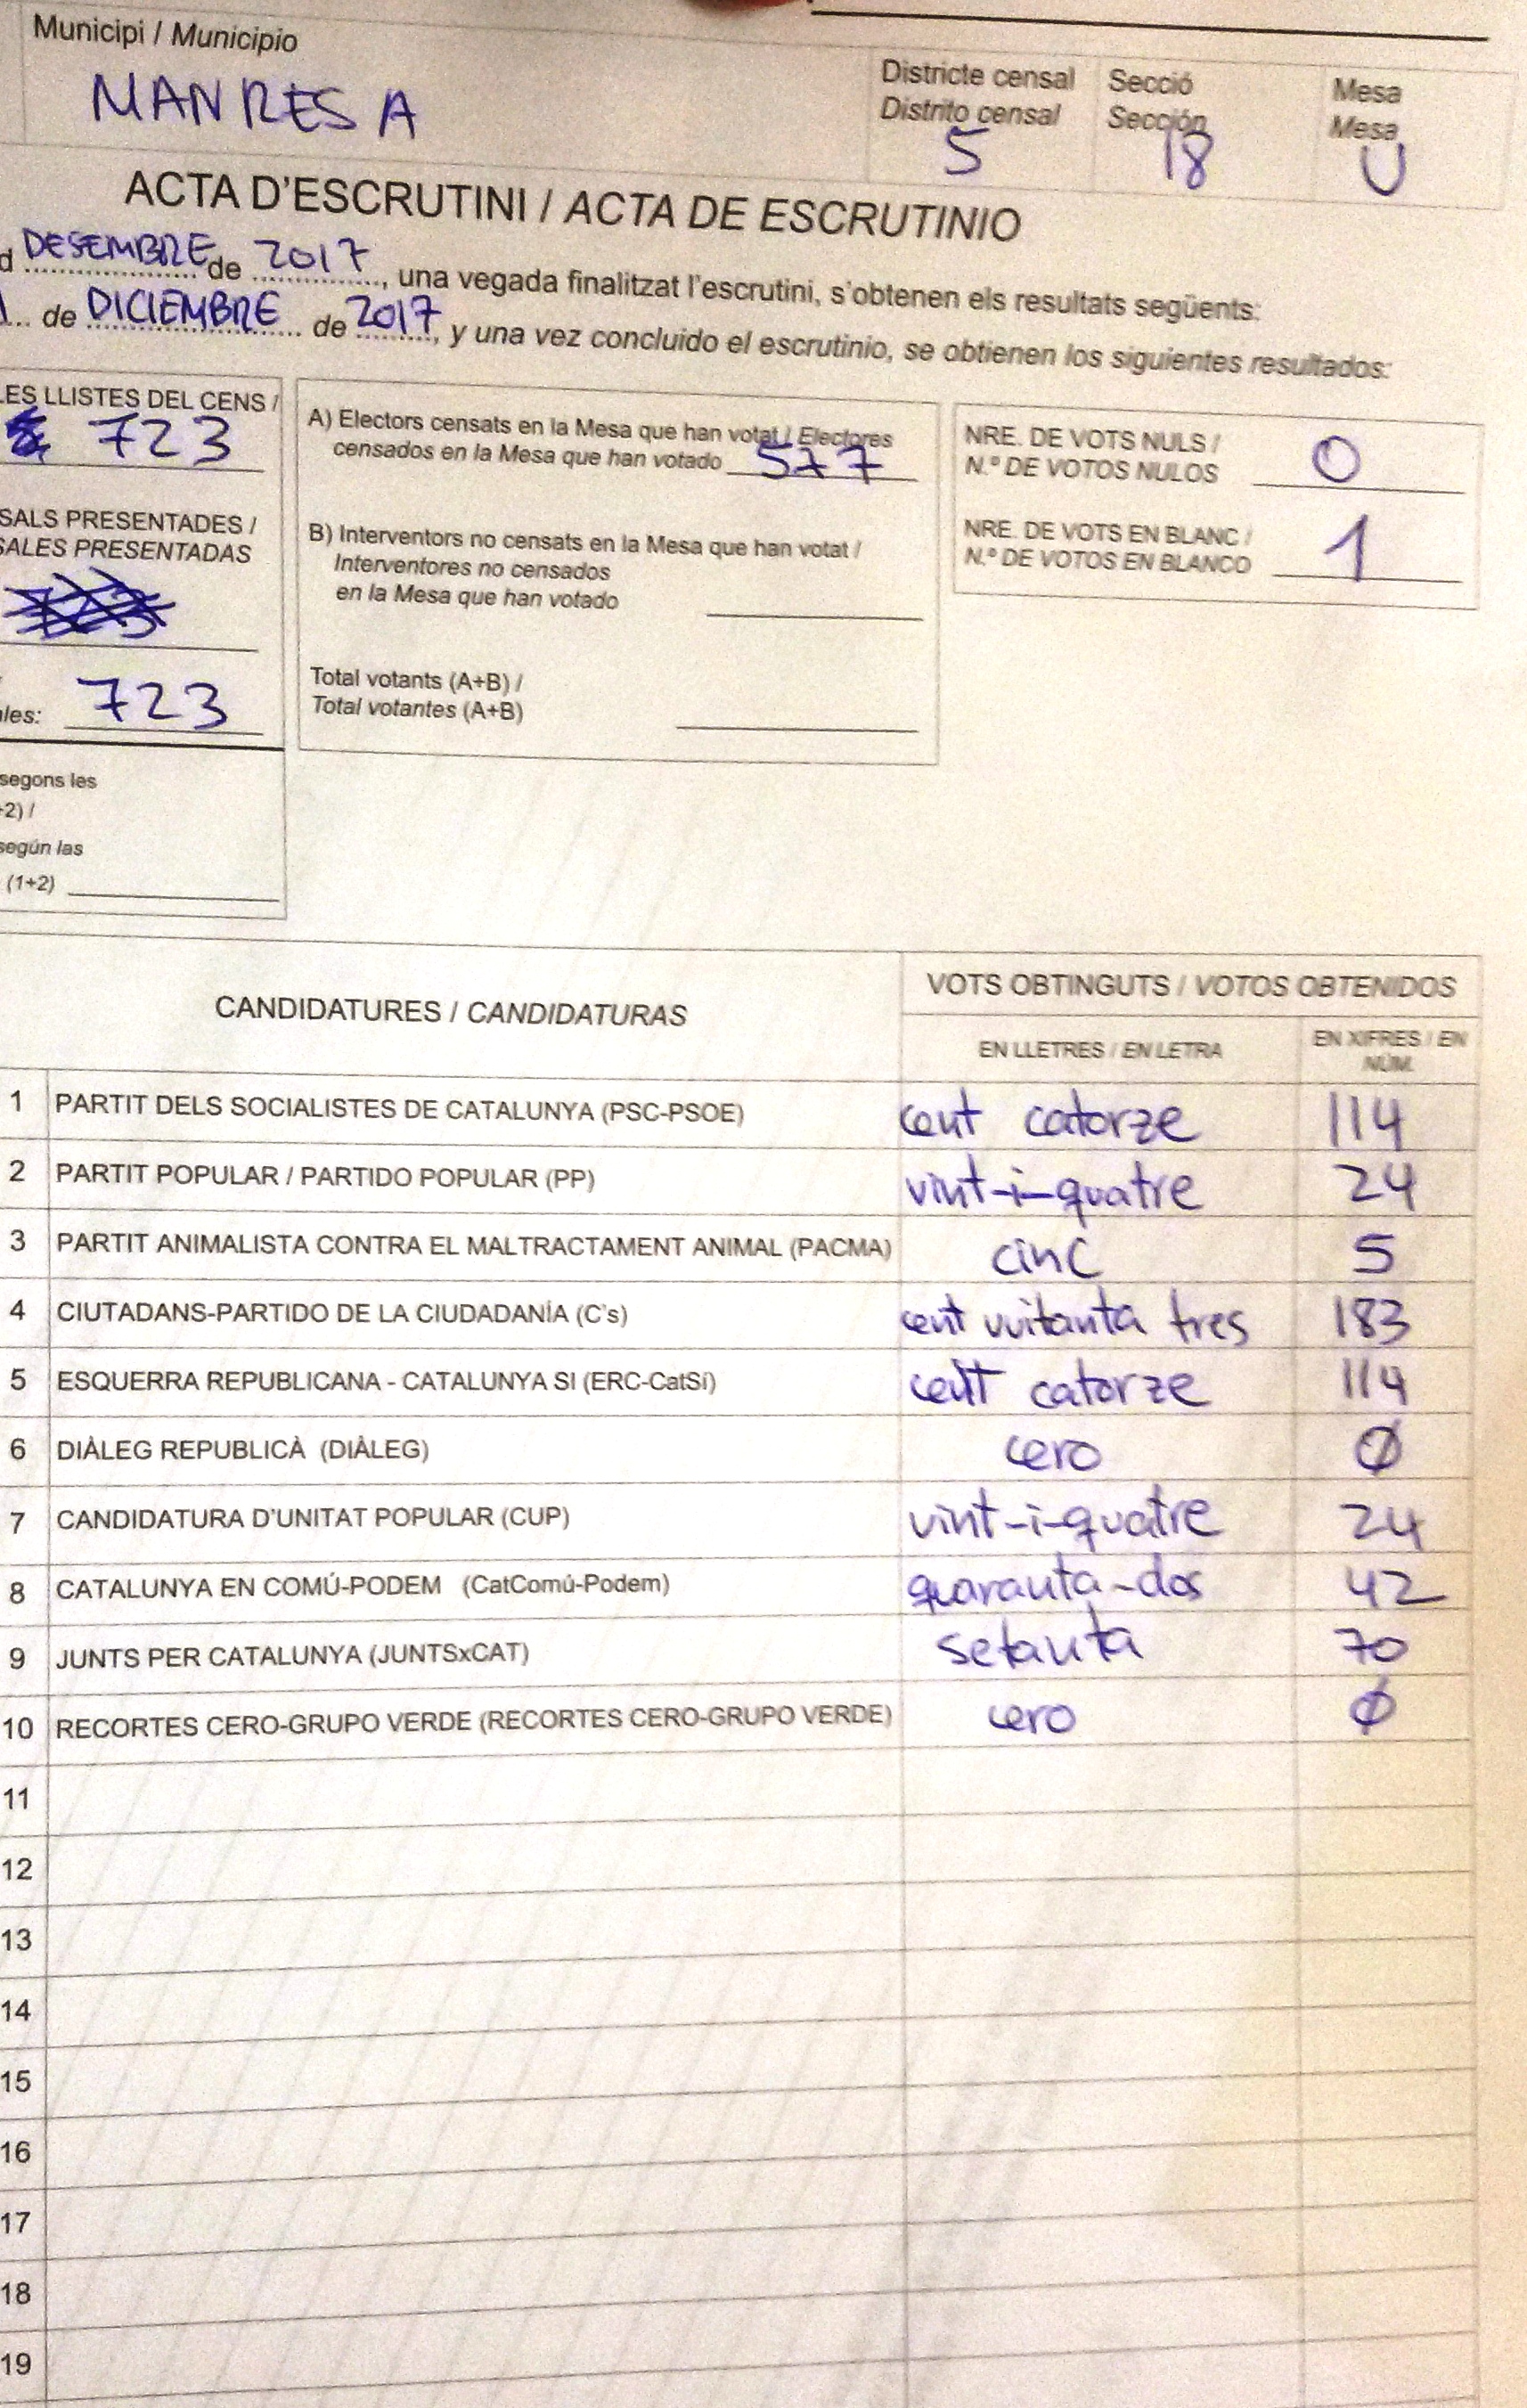 Municipi / Municipio
MANRESA
Districte censal
Distrito censal
5
Secció
Sección
18
Mesa
Mesa
U
ACTA D'ESCRUTINI / ACTA DE ESCRUTINIO
DESEMBRE de 2017, una vegada finalitzat l'escrutini, s'obtenen els resultats següents:
de DICIEMBRE de 2017, y una vez concluido el escrutinio, se obtienen los siguientes resultados:
LES LLISTES DEL CENS /
723
SALS PRESENTADES /
SALES PRESENTADAS
les: 723
segons les
+2) /
según las
(1+2)
A) Electors censats en la Mesa que han votat / Electores
censados en la Mesa que han votado 577
B) Interventors no censats en la Mesa que han votat /
Interventores no censados
en la Mesa que han votado
Total votants (A+B) /
Total votantes (A+B)
NRE. DE VOTS NULS /
N.º DE VOTOS NULOS 0
NRE. DE VOTS EN BLANC /
N.º DE VOTOS EN BLANCO 1
CANDIDATURES / CANDIDATURAS
VOTS OBTINGUTS / VOTOS OBTENIDOS
EN LLETRES / EN LETRA
EN XIFRES / EN
NÚM.
1 PARTIT DELS SOCIALISTES DE CATALUNYA (PSC-PSOE) cent catorze 114
2 PARTIT POPULAR / PARTIDO POPULAR (PP) vint-i-quatre 24
3 PARTIT ANIMALISTA CONTRA EL MALTRACTAMENT ANIMAL (PACMA) cinc 5
4 CIUTADANS-PARTIDO DE LA CIUDADANÍA (C's) cent vuitanta tres 183
5 ESQUERRA REPUBLICANA - CATALUNYA SI (ERC-CatSí) cent catorze 114
6 DIÀLEG REPUBLICÀ (DIÀLEG) cero Ø
7 CANDIDATURA D'UNITAT POPULAR (CUP) vint-i-quatre 24
8 CATALUNYA EN COMÚ-PODEM (CatComú-Podem) quaranta-dos 42
9 JUNTS PER CATALUNYA (JUNTSxCAT) setanta 70
10 RECORTES CERO-GRUPO VERDE (RECORTES CERO-GRUPO VERDE) cero Ø
11
12
13
14
15
16
17
18
19